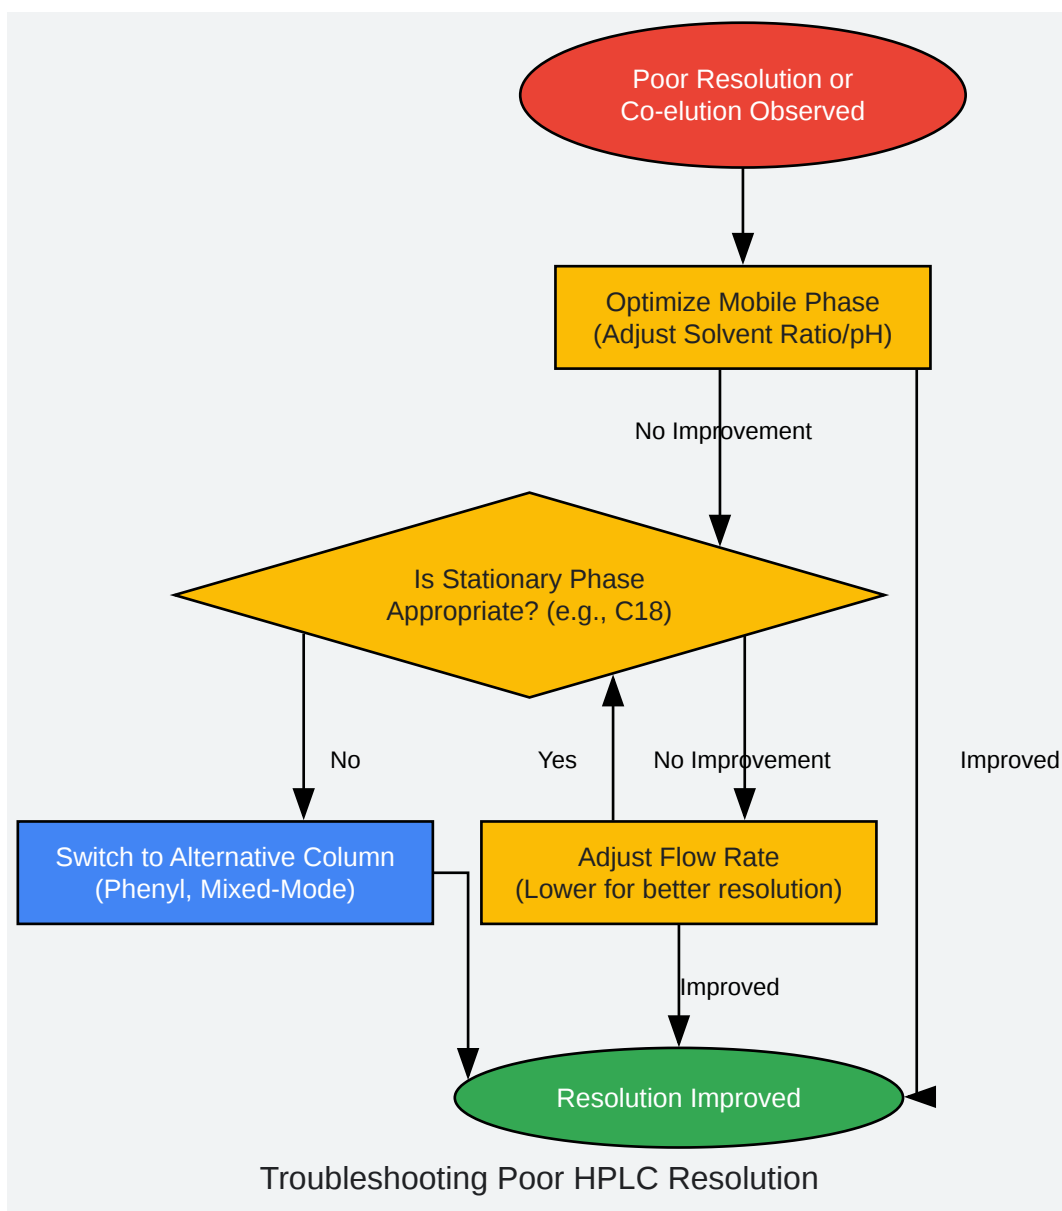 Poor Resolution or
Co-elution Observed
Optimize Mobile Phase
(Adjust Solvent Ratio/pH)
No Improvement
Is Stationary Phase
Appropriate? (e.g., C18)
No
Yes
No Improvement
Improved
Switch to Alternative Column
(Phenyl, Mixed-Mode)
Adjust Flow Rate
(Lower for better resolution)
Improved
Resolution Improved
Troubleshooting Poor HPLC Resolution